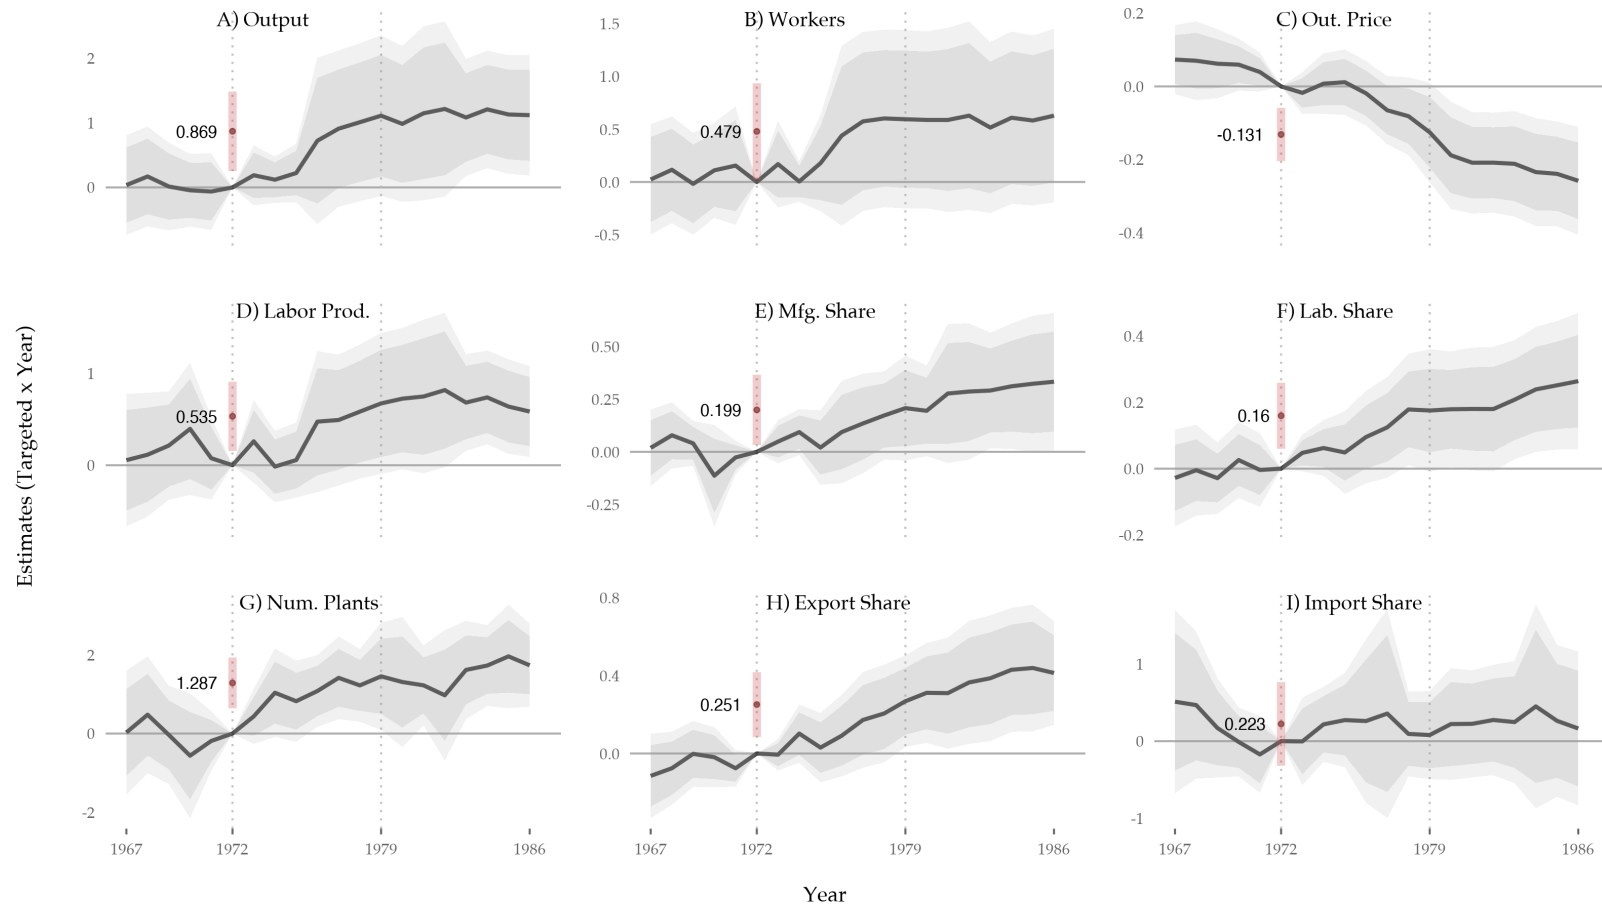 A) Output
2
1
0
0.869
B) Workers
1.5
1.0
0.5
0.0
-0.5
0.479
C) Out. Price
0.2
0.0
-0.2
-0.4
-0.131
D) Labor Prod.
1
0
0.535
E) Mfg. Share
0.50
0.25
0.00
-0.25
0.199
F) Lab. Share
0.4
0.2
0.0
-0.2
0.16
G) Num. Plants
2
0
-2
1.287
1967 1972 1979 1986
H) Export Share
0.8
0.4
0.0
0.251
1967 1972 1979 1986
I) Import Share
1
0
-1
0.223
1967 1972 1979 1986
Estimates (Targeted x Year)
Year